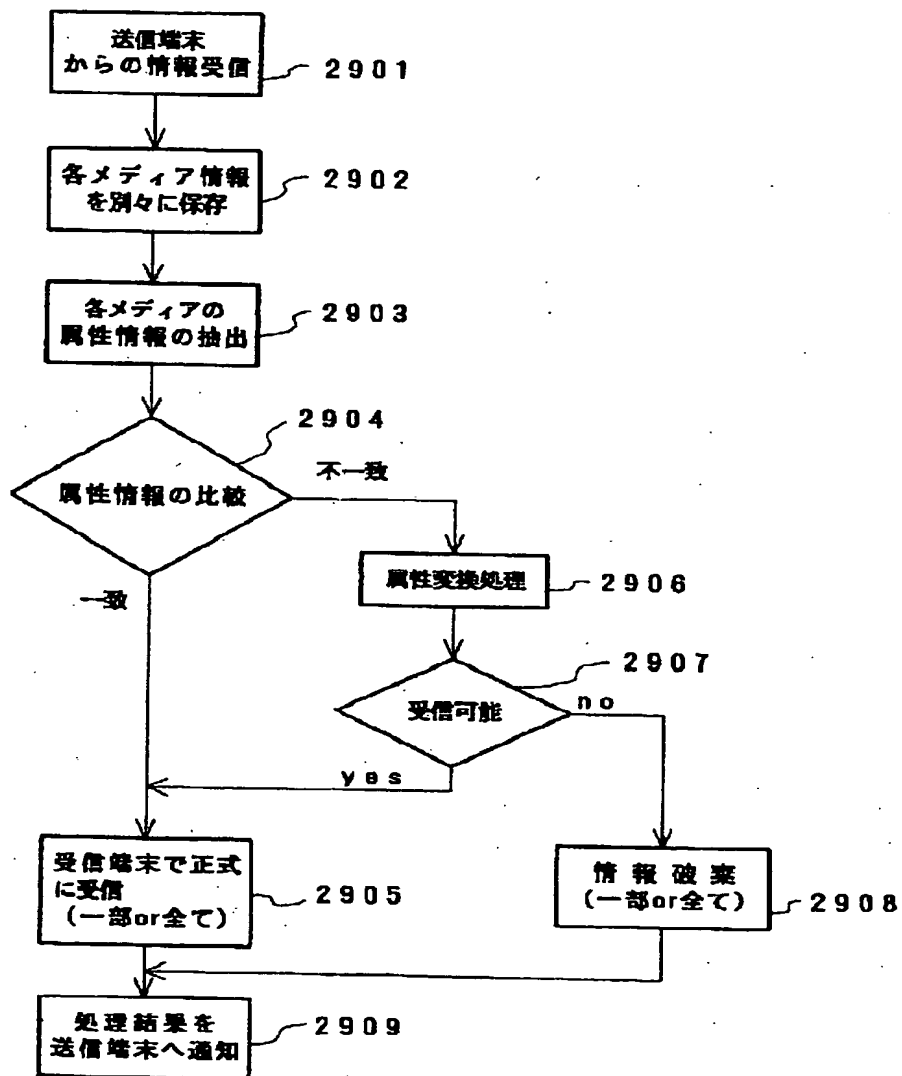 送信端末
からの情報受信
2901
各メディア情報
を別々に保存
2902
各メディアの
属性情報の抽出
2903
2904
属性情報の比較
不一致
一致
属性変換処理
2906
2907
受信可能
no
yes
受信端末で正式
に受信
(一部or全て)
2905
情報破棄
(一部or全て)
2908
処理結果を
送信端末へ通知
2909